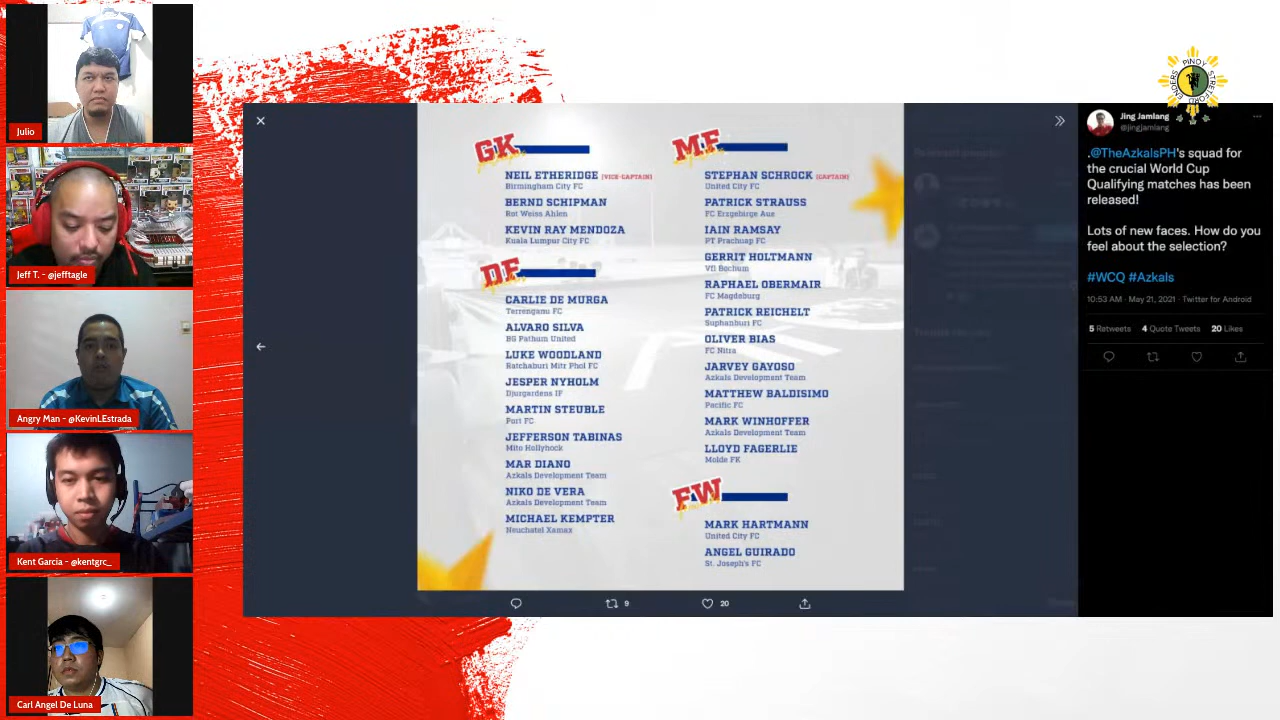 Julio
Jeff T. - @jefftagle
Angry Man - @KevinLEstrada
Kent Garcia - @kentgrc_
Carl Angel De Luna
GK
NEIL ETHERIDGE (VICE-CAPTAIN)
Birmingham City FC
BERND SCHIPMAN
Rot Weiss Ahlen
KEVIN RAY MENDOZA
Kuala Lumpur City FC
DF
CARLIE DE MURGA
Terrenganu FC
ALVARO SILVA
BG Pathum United
LUKE WOODLAND
Ratchaburi Mitr Phol FC
JESPER NYHOLM
Djurgardens IF
MARTIN STEUBLE
Port FC
JEFFERSON TABINAS
Mito Hollyhock
MAR DIANO
Azkals Development Team
NIKO DE VERA
Azkals Development Team
MICHAEL KEMPTER
Neuchatel Xamax
MF
STEPHAN SCHROCK (CAPTAIN)
United City FC
PATRICK STRAUSS
FC Erzgebirge Aue
IAIN RAMSAY
PT Prachuap FC
GERRIT HOLTMANN
Vfl Bochum
RAPHAEL OBERMAIR
FC Magdeburg
PATRICK REICHELT
Suphanburi FC
OLIVER BIAS
FC Nitra
JARVEY GAYOSO
Azkals Development Team
MATTHEW BALDISIMO
Pacific FC
MARK WINHOFFER
Azkals Development Team
LLOYD FAGERLIE
Molde FK
FW
MARK HARTMANN
United City FC
ANGEL GUIRADO
St. Joseph's FC
9
20
PINOY STRETFORD ENDERS
Jing Jamlang
@jingjamlang
.@TheAzkalsPH's squad for
the crucial World Cup
Qualifying matches has been
released!
Lots of new faces. How do you
feel about the selection?
#WCQ #Azkals
10:53 AM · May 21, 2021 · Twitter for Android
5 Retweets 4 Quote Tweets 20 Likes